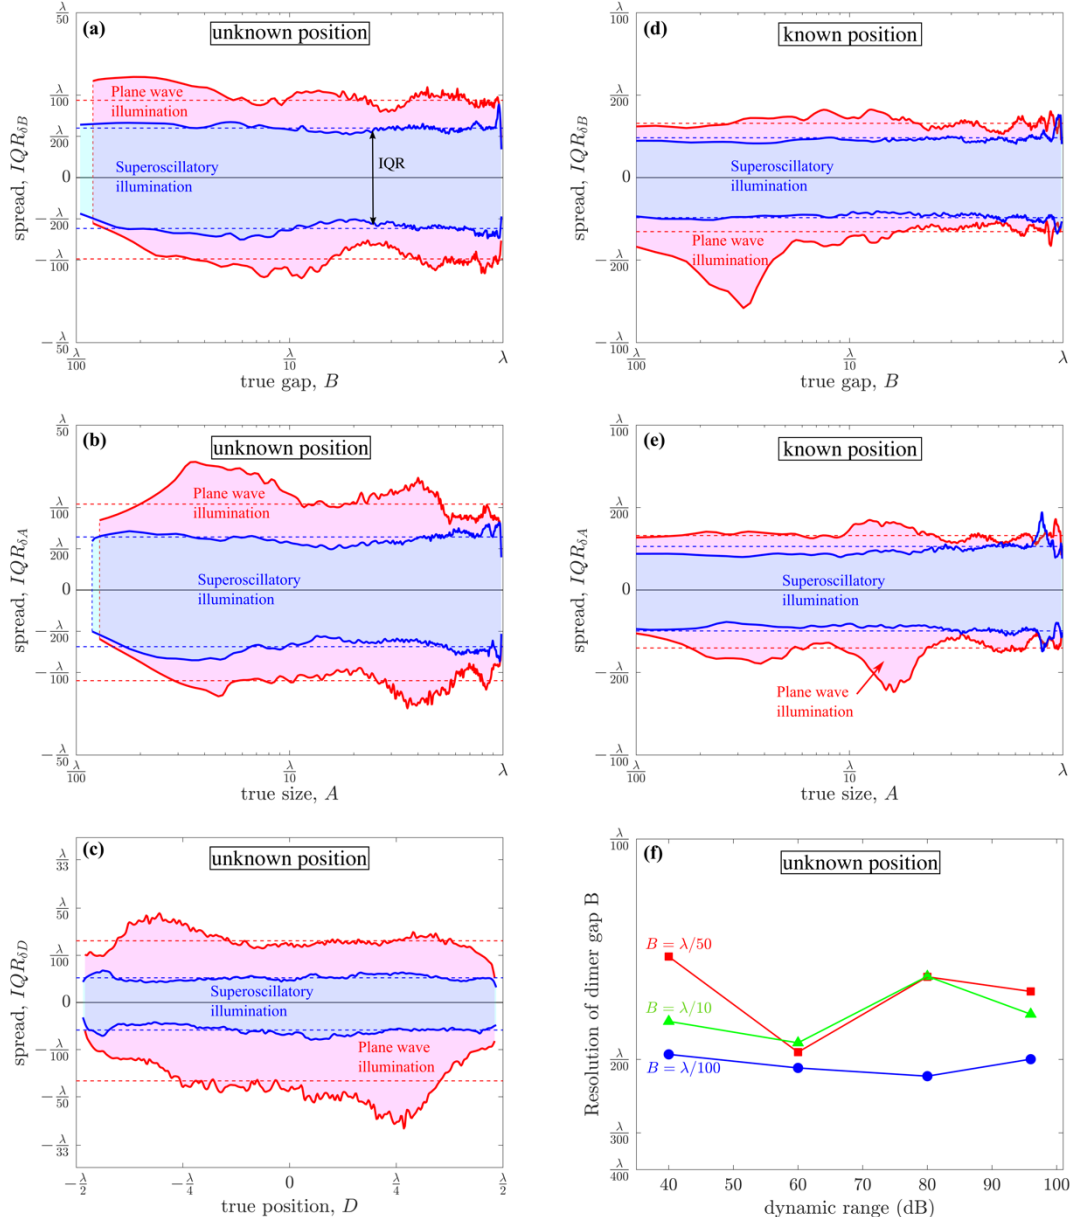 (a)
unknown position
λ/50
λ/100
λ/200
0
−λ/200
−λ/100
−λ/50
spread, IQR_δB
Plane wave
illumination
Superoscillatory
illumination
IQR
λ/100
λ/10
λ
true gap, B
(d)
known position
λ/100
λ/200
0
−λ/200
−λ/100
spread, IQR_δB
Superoscillatory
illumination
Plane wave
illumination
λ/100
λ/10
λ
true gap, B
(b)
unknown position
λ/50
λ/100
λ/200
0
−λ/200
−λ/100
−λ/50
spread, IQR_δA
Plane wave
illumination
Superoscillatory
illumination
λ/100
λ/10
λ
true size, A
(e)
known position
λ/100
λ/200
0
−λ/200
−λ/100
spread, IQR_δA
Superoscillatory
illumination
Plane wave
illumination
λ/100
λ/10
λ
true size, A
(c)
unknown position
λ/33
λ/50
λ/100
0
−λ/100
−λ/50
−λ/33
spread, IQR_δD
Superoscillatory
illumination
Plane wave
illumination
−λ/2
−λ/4
0
λ/4
λ/2
true position, D
(f)
unknown position
λ/100
λ/200
λ/300
λ/400
Resolution of dimer gap B
B = λ/50
B = λ/10
B = λ/100
40
50
60
70
80
90
100
dynamic range (dB)